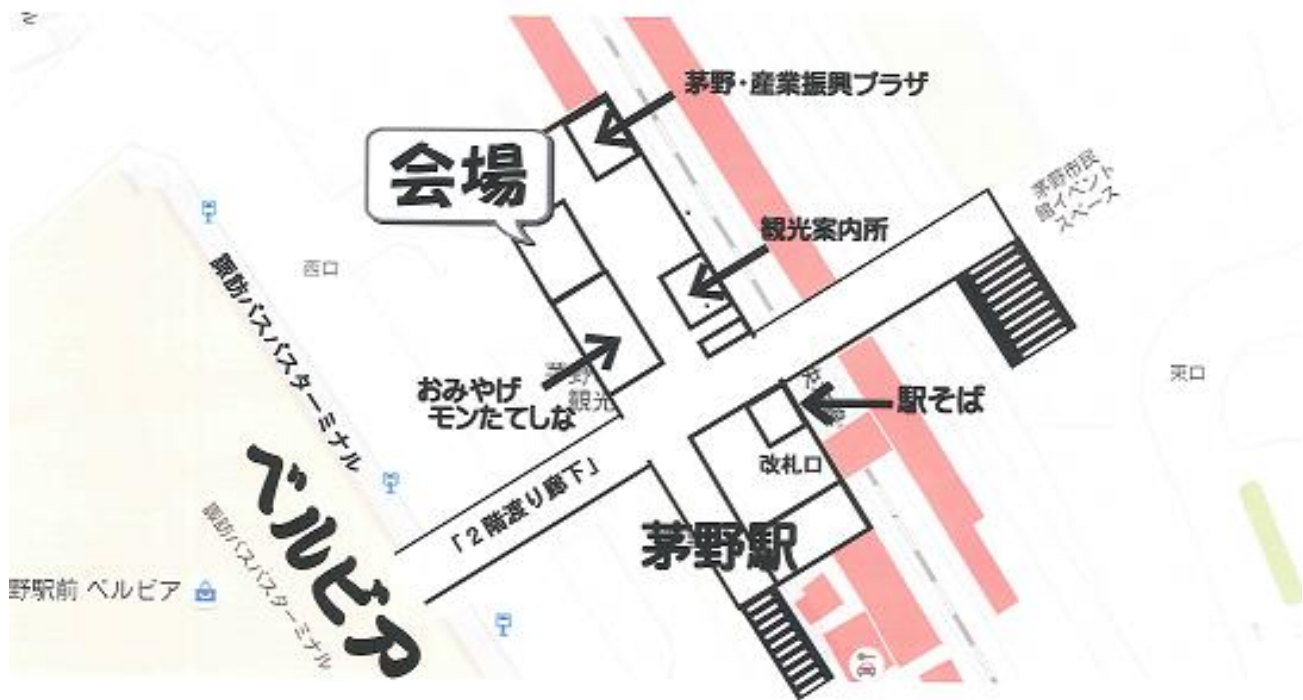 茅野・産業振興プラザ
会場
茅野市民
館イベント
スペース
観光案内所
西口
諏訪バスバスターミナル
東口
おみやげ
モンたてしな
茅野
観光
駅そば
改札口
「2階渡り廊下」
ベルビア
茅野駅
諏訪バスバスターミナル
野駅前 ベルビア